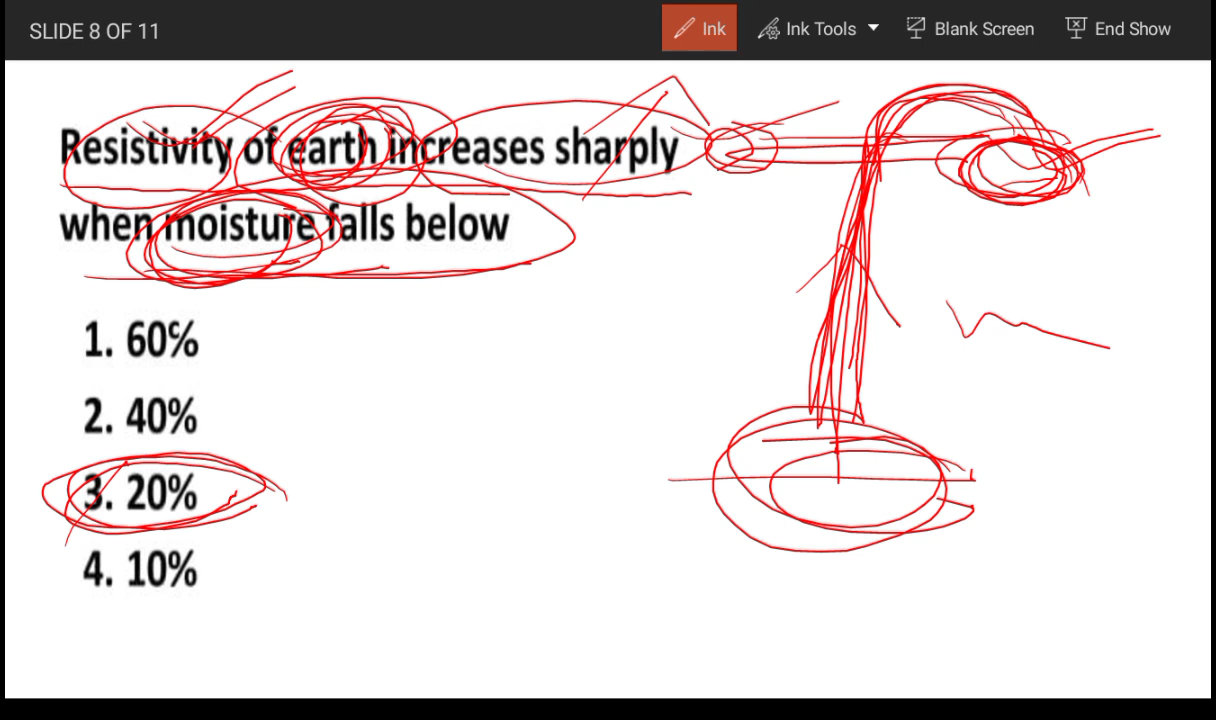 SLIDE 8 OF 11
Ink
Ink Tools
Blank Screen
End Show
Resistivity of earth increases sharply
when moisture falls below
1. 60%
2. 40%
3. 20%
4. 10%